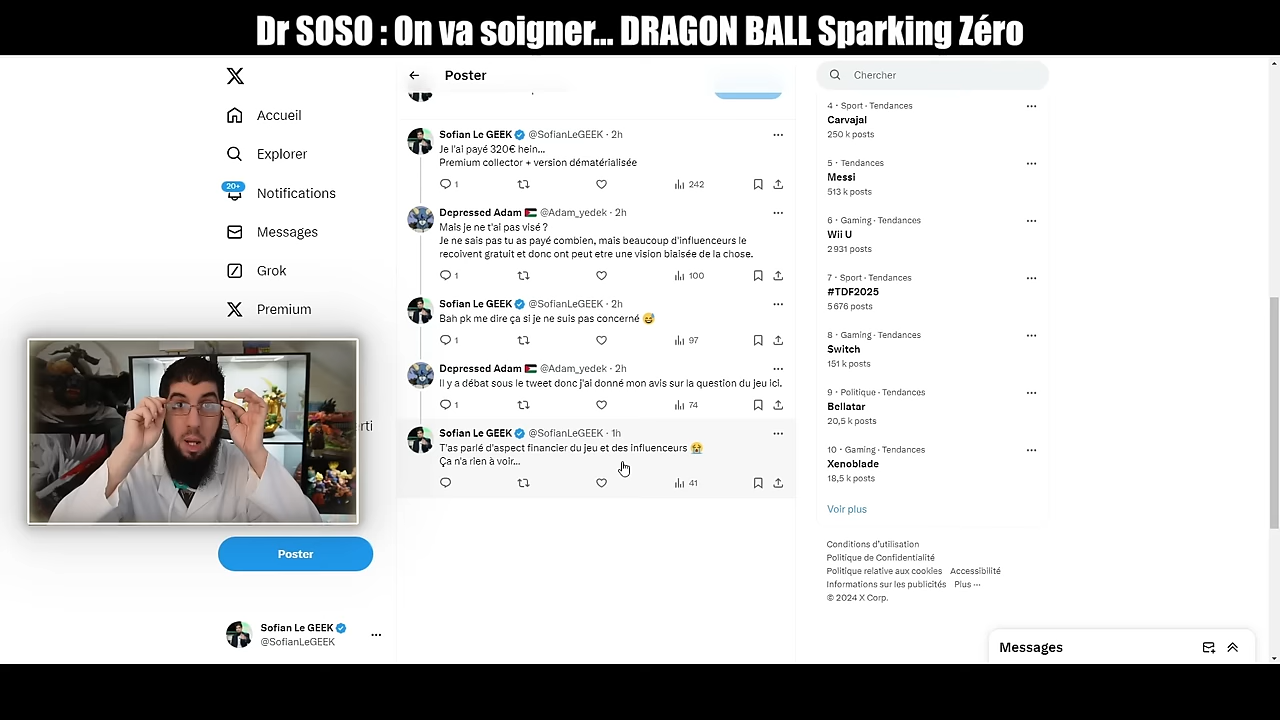 Dr SOSO : On va soigner... DRAGON BALL Sparking Zéro
Accueil
Explorer
20+
Notifications
Messages
Grok
Premium
Poster
Sofian Le GEEK
@SofianLeGEEK
Poster
Sofian Le GEEK @SofianLeGEEK · 2h
Je l'ai payé 320€ hein...
Premium collector + version dématérialisée
1 242
Depressed Adam 🇵🇸 @Adam_yedek · 2h
Mais je ne t'ai pas visé ?
Je ne sais pas tu as payé combien, mais beaucoup d'influenceurs le
recoivent gratuit et donc ont peut etre une vision biaisée de la chose.
1 100
Sofian Le GEEK @SofianLeGEEK · 2h
Bah pk me dire ça si je ne suis pas concerné 😅
1 97
Depressed Adam 🇵🇸 @Adam_yedek · 2h
Il y a débat sous le tweet donc j'ai donné mon avis sur la question du jeu ici.
1 74
Sofian Le GEEK @SofianLeGEEK · 1h
T'as parlé d'aspect financier du jeu et des influenceurs 😭
Ça n'a rien à voir...
41
Chercher
4 · Sport · Tendances
Carvajal
250 k posts
5 · Tendances
Messi
513 k posts
6 · Gaming · Tendances
Wii U
2 931 posts
7 · Sport · Tendances
#TDF2025
5 676 posts
8 · Gaming · Tendances
Switch
151 k posts
9 · Politique · Tendances
Bellatar
20,5 k posts
10 · Gaming · Tendances
Xenoblade
18,5 k posts
Voir plus
Conditions d'utilisation
Politique de Confidentialité
Politique relative aux cookies Accessibilité
Informations sur les publicités Plus ···
© 2024 X Corp.
Messages